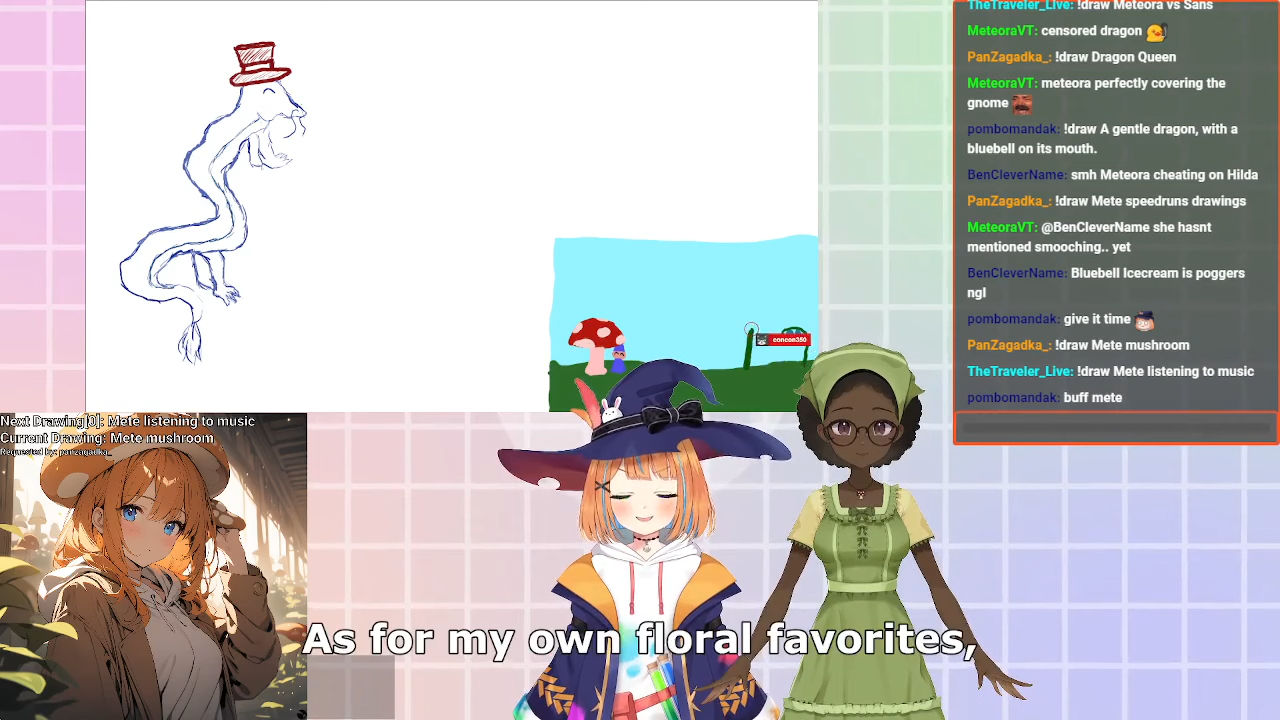 TheTraveler_Live: !draw Meteora vs Sans
MeteoraVT: censored dragon
PanZagadka_: !draw Dragon Queen
MeteoraVT: meteora perfectly covering the
gnome
pombomandak: !draw A gentle dragon, with a
bluebell on its mouth.
BenCleverName: smh Meteora cheating on Hilda
PanZagadka_: !draw Mete speedruns drawings
MeteoraVT: @BenCleverName she hasnt
mentioned smooching.. yet
BenCleverName: Bluebell Icecream is poggers
ngl
pombomandak: give it time
PanZagadka_: !draw Mete mushroom
TheTraveler_Live: !draw Mete listening to music
pombomandak: buff mete
concon350
Next Drawing[0]: Mete listening to music
Current Drawing: Mete mushroom
Requested by: panzagadka_
As for my own floral favorites,